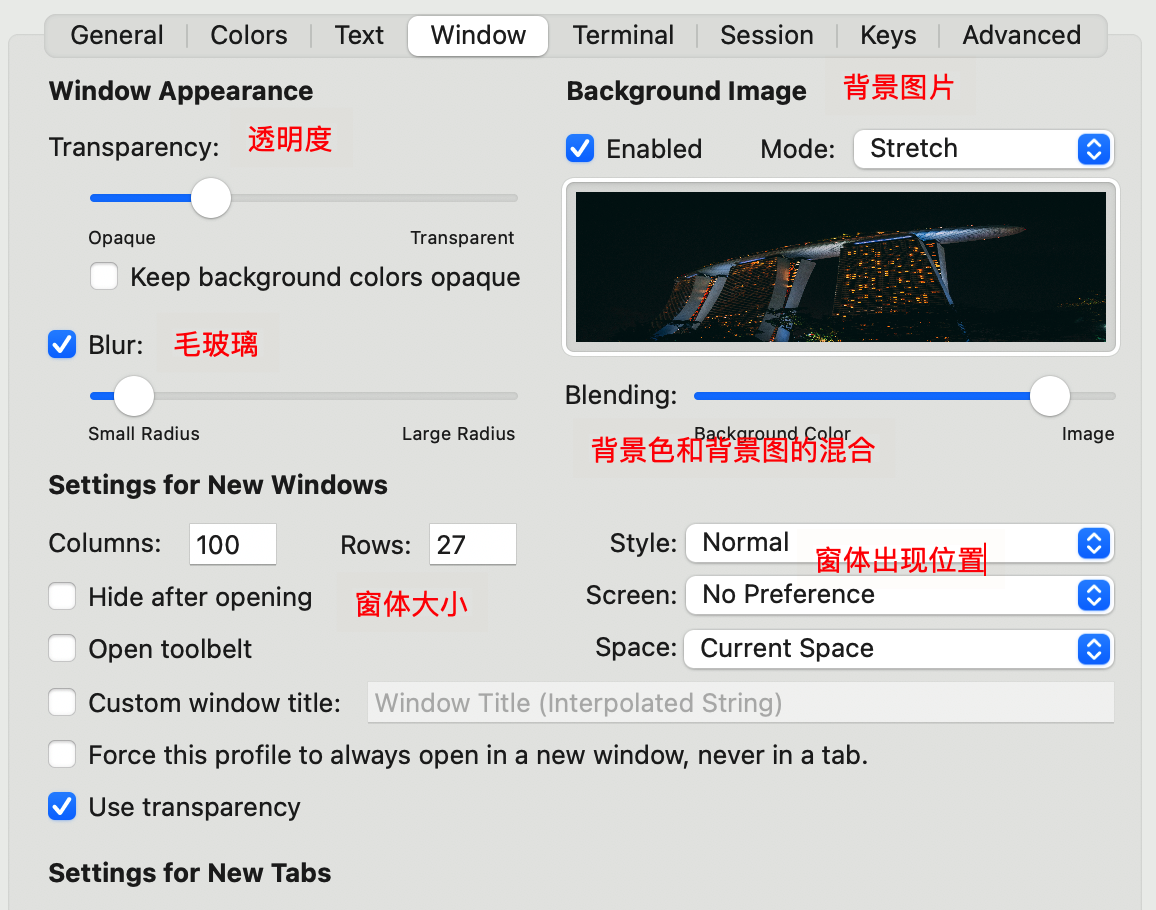 General Colors Text Window Terminal Session Keys Advanced
Window Appearance
Transparency: 透明度
Opaque Transparent
Keep background colors opaque
Blur: 毛玻璃
Small Radius Large Radius
Background Image 背景图片
Enabled Mode: Stretch
Blending:
Background Color Image
背景色和背景图的混合
Settings for New Windows
Columns: 100 Rows: 27 Style: Normal
窗体出现位置
Hide after opening 窗体大小 Screen: No Preference
Open toolbelt Space: Current Space
Custom window title: Window Title (Interpolated String)
Force this profile to always open in a new window, never in a tab.
Use transparency
Settings for New Tabs